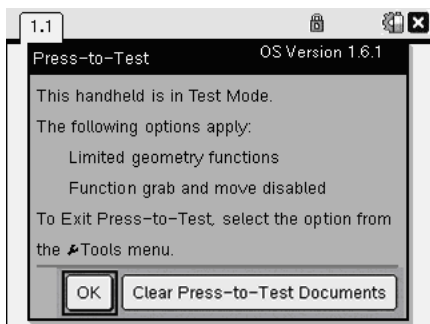 1.1
Press-to-Test OS Version 1.6.1
This handheld is in Test Mode.
The following options apply:
Limited geometry functions
Function grab and move disabled
To Exit Press-to-Test, select the option from
the Tools menu.
OK Clear Press-to-Test Documents